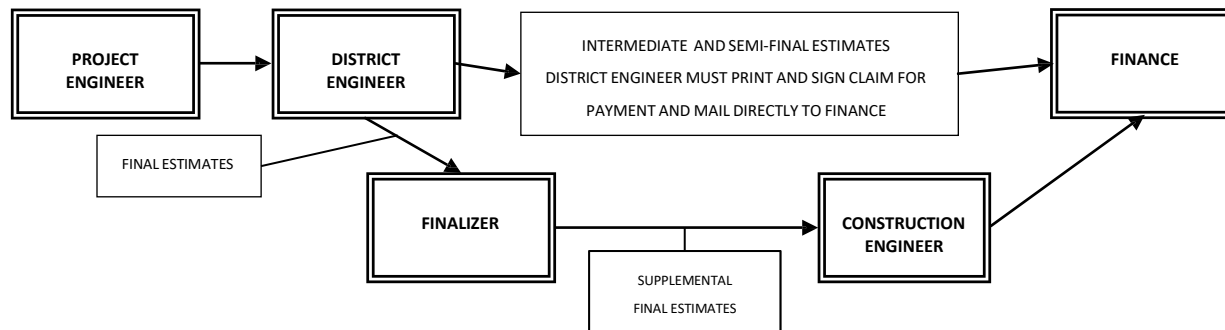 PROJECT
ENGINEER
DISTRICT
ENGINEER
INTERMEDIATE AND SEMI-FINAL ESTIMATES
DISTRICT ENGINEER MUST PRINT AND SIGN CLAIM FOR
PAYMENT AND MAIL DIRECTLY TO FINANCE
FINANCE
FINAL ESTIMATES
FINALIZER
CONSTRUCTION
ENGINEER
SUPPLEMENTAL
FINAL ESTIMATES